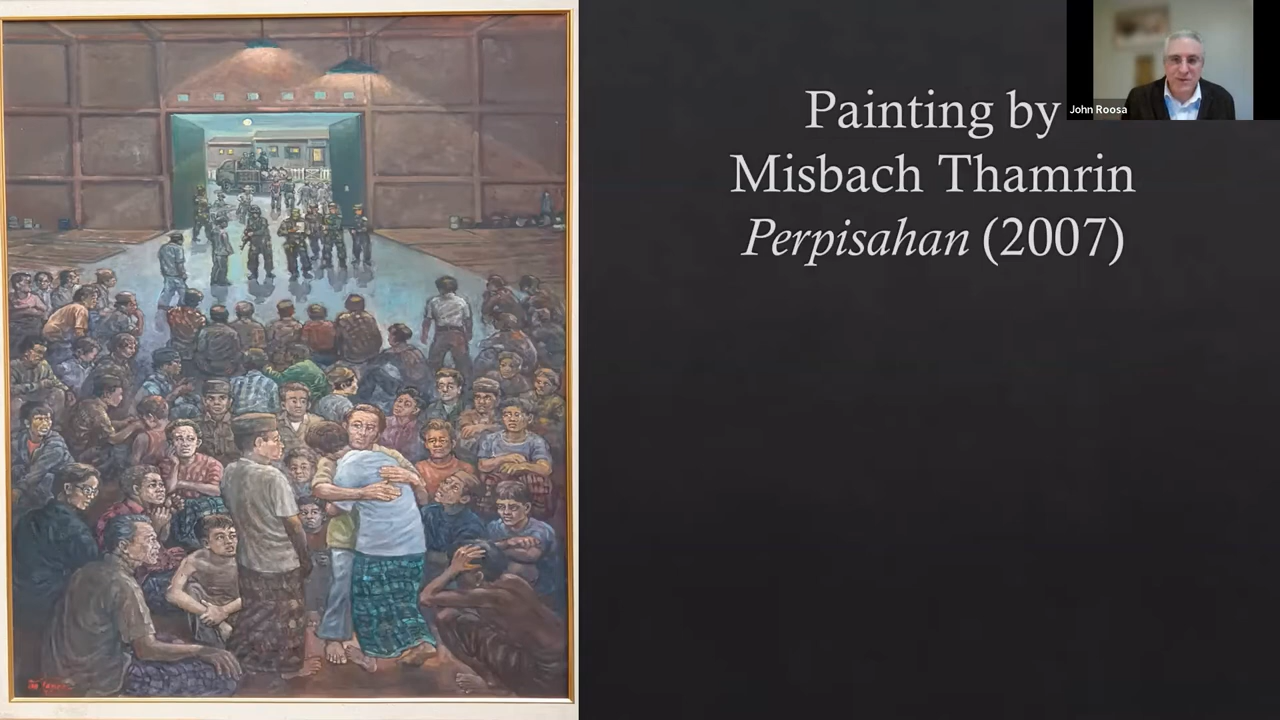 Painting by
Misbach Thamrin
Perpisahan (2007)
John Roosa